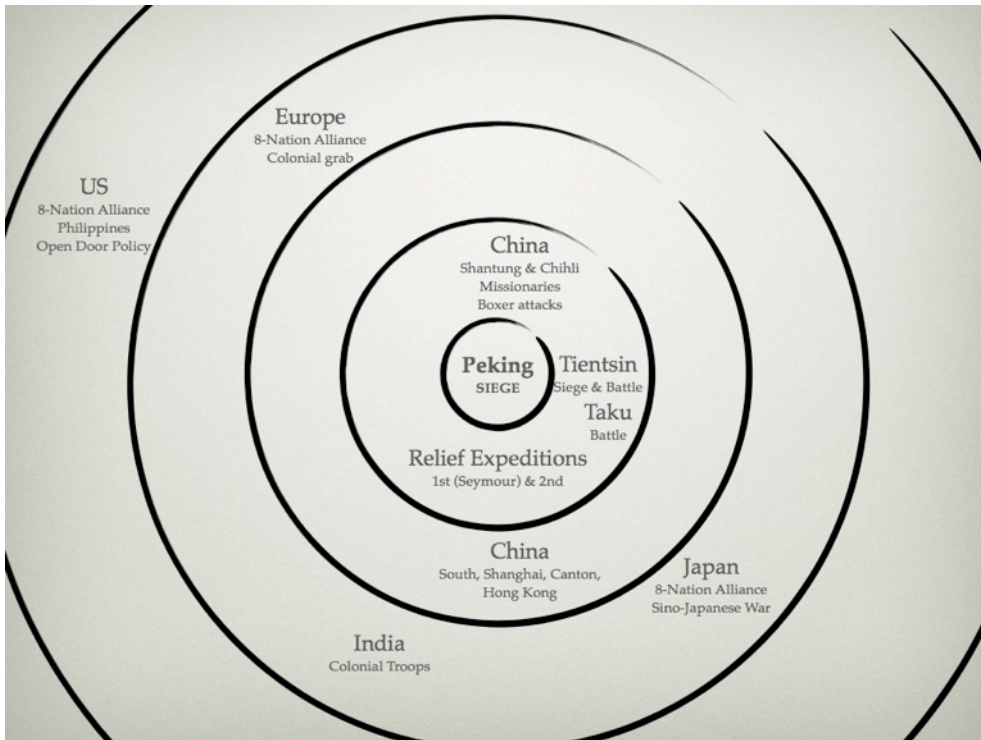 Europe
8-Nation Alliance
Colonial grab
US
8-Nation Alliance
Philippines
Open Door Policy
China
Shantung & Chihli
Missionaries
Boxer attacks
Peking
SIEGE
Tientsin
Siege & Battle
Taku
Battle
Relief Expeditions
1st (Seymour) & 2nd
China
South, Shanghai, Canton,
Hong Kong
Japan
8-Nation Alliance
Sino-Japanese War
India
Colonial Troops